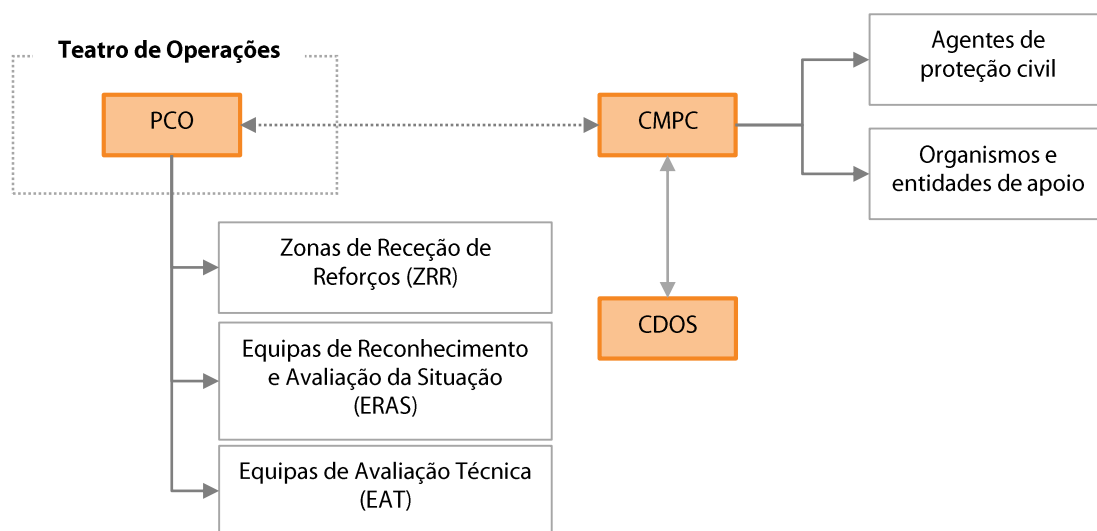 Teatro de Operações
PCO
CMPC
Agentes de
proteção civil
Organismos e
entidades de apoio
Zonas de Receção de
Reforços (ZRR)
CDOS
Equipas de Reconhecimento
e Avaliação da Situação
(ERAS)
Equipas de Avaliação Técnica
(EAT)